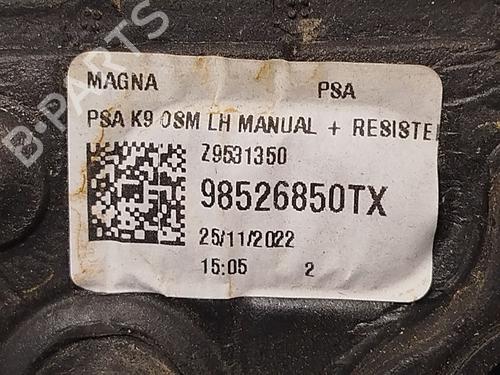 MAGNA PSA
PSA K9 OSM LH MANUAL + RESISTE
Z9531350
98526850TX
25/11/2022
15:05 2
B-PARTS